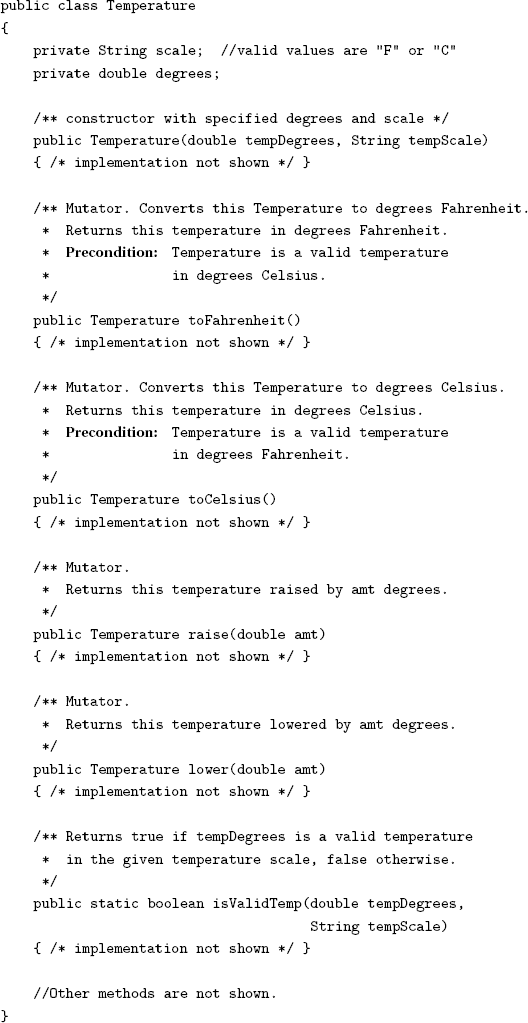 public class Temperature
{
    private String scale;  //valid values are "F" or "C"
    private double degrees;

    /** constructor with specified degrees and scale */
    public Temperature(double tempDegrees, String tempScale)
    { /* implementation not shown */ }

    /** Mutator. Converts this Temperature to degrees Fahrenheit.
     *  Returns this temperature in degrees Fahrenheit.
     *  Precondition:  Temperature is a valid temperature
     *                 in degrees Celsius.
     */
    public Temperature toFahrenheit()
    { /* implementation not shown */ }

    /** Mutator. Converts this Temperature to degrees Celsius.
     *  Returns this temperature in degrees Celsius.
     *  Precondition:  Temperature is a valid temperature
     *                 in degrees Fahrenheit.
     */
    public Temperature toCelsius()
    { /* implementation not shown */ }

    /** Mutator.
     *  Returns this temperature raised by amt degrees.
     */
    public Temperature raise(double amt)
    { /* implementation not shown */ }

    /** Mutator.
     *  Returns this temperature lowered by amt degrees.
     */
    public Temperature lower(double amt)
    { /* implementation not shown */ }

    /** Returns true if tempDegrees is a valid temperature
     *  in the given temperature scale, false otherwise.
     */
    public static boolean isValidTemp(double tempDegrees,
                                      String tempScale)
    { /* implementation not shown */ }

    //Other methods are not shown.
}